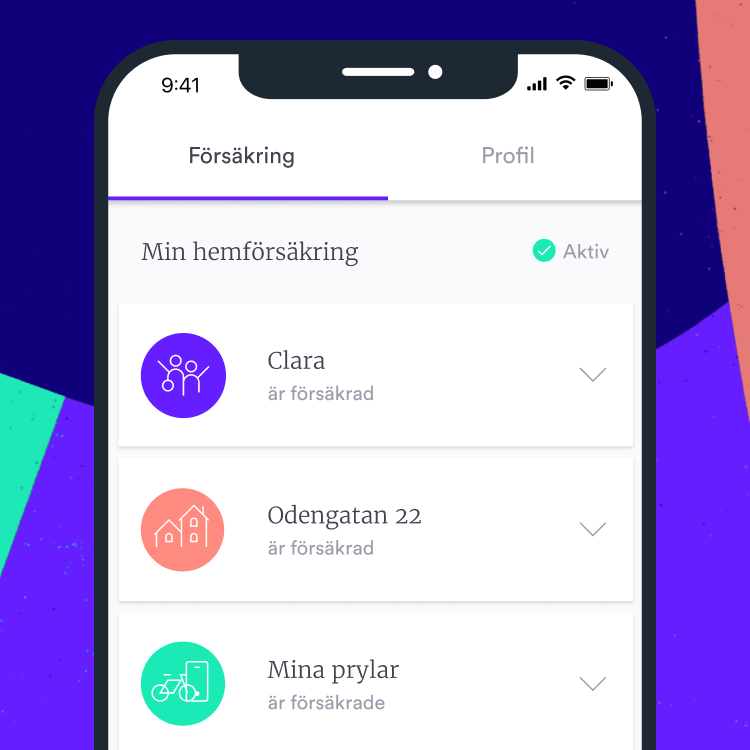 9:41
Försäkring
Profil
Min hemförsäkring
Aktiv
Clara
är försäkrad
Odengatan 22
är försäkrad
Mina prylar
är försäkrade